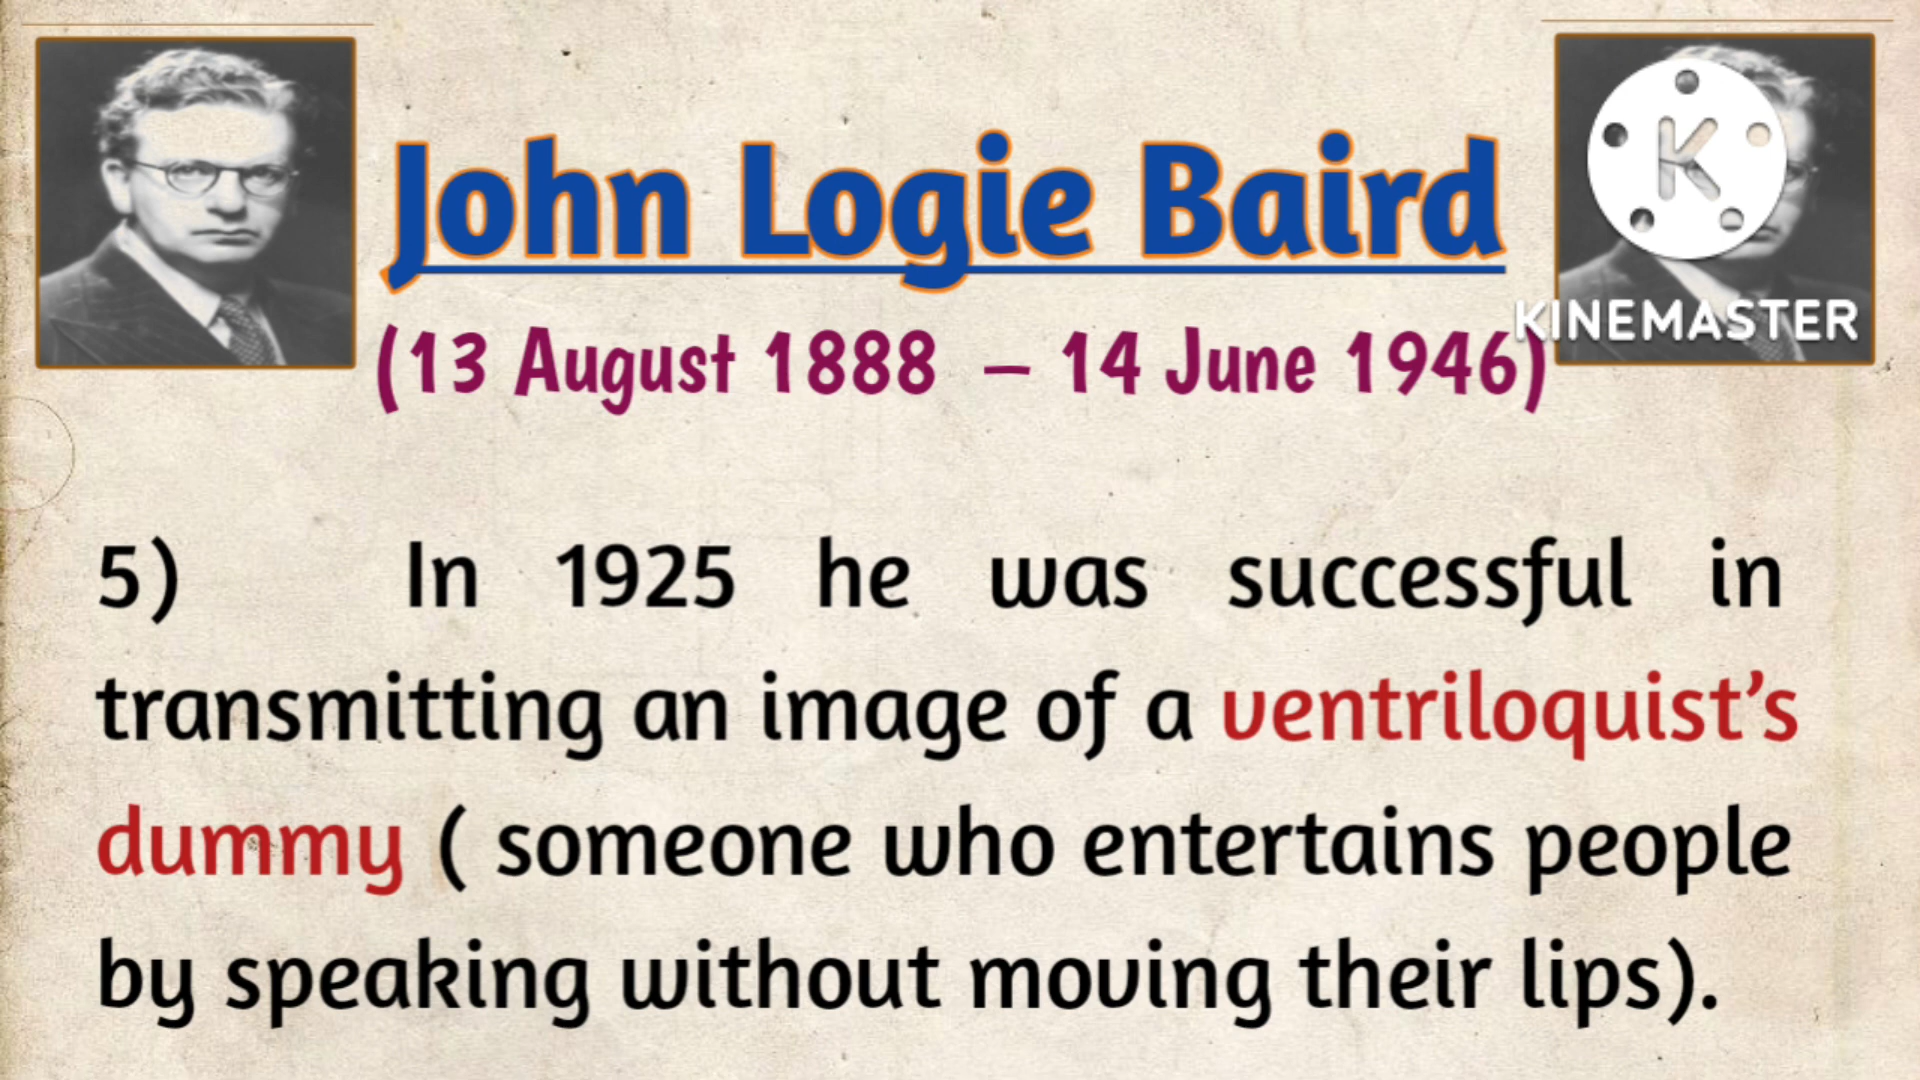 John Logie Baird
KINEMASTER
(13 August 1888 – 14 June 1946)
5) In 1925 he was successful in
transmitting an image of a ventriloquist’s
dummy ( someone who entertains people
by speaking without moving their lips).